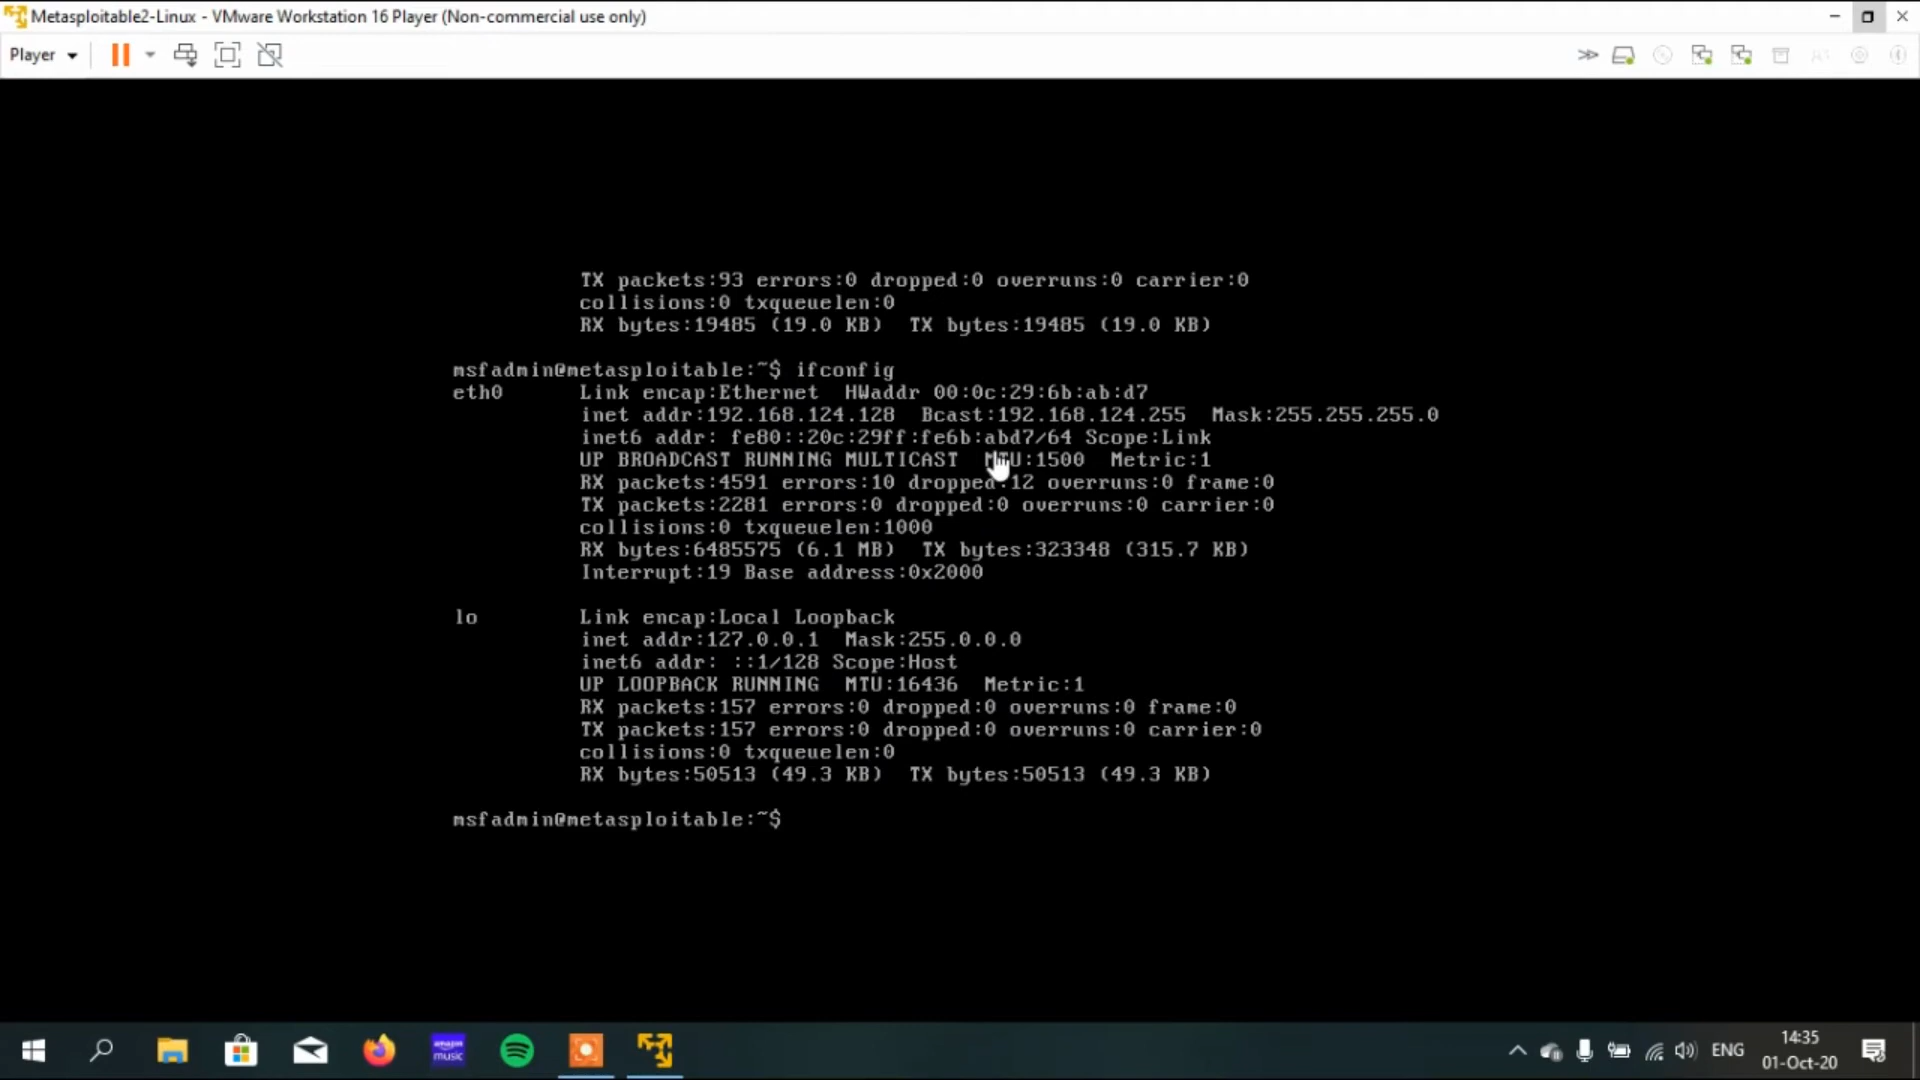 Metasploitable2-Linux - VMware Workstation 16 Player (Non-commercial use only)
Player
TX packets:93 errors:0 dropped:0 overruns:0 carrier:0
collisions:0 txqueuelen:0
RX bytes:19485 (19.0 KB)  TX bytes:19485 (19.0 KB)
msfadmin@metasploitable:~$ ifconfig
eth0      Link encap:Ethernet  HWaddr 00:0c:29:6b:ab:d7
inet addr:192.168.124.128  Bcast:192.168.124.255  Mask:255.255.255.0
inet6 addr: fe80::20c:29ff:fe6b:abd7/64 Scope:Link
UP BROADCAST RUNNING MULTICAST  MTU:1500  Metric:1
RX packets:4591 errors:10 dropped:12 overruns:0 frame:0
TX packets:2281 errors:0 dropped:0 overruns:0 carrier:0
collisions:0 txqueuelen:1000
RX bytes:6485575 (6.1 MB)  TX bytes:323348 (315.7 KB)
Interrupt:19 Base address:0x2000
lo        Link encap:Local Loopback
inet addr:127.0.0.1  Mask:255.0.0.0
inet6 addr: ::1/128 Scope:Host
UP LOOPBACK RUNNING  MTU:16436  Metric:1
RX packets:157 errors:0 dropped:0 overruns:0 frame:0
TX packets:157 errors:0 dropped:0 overruns:0 carrier:0
collisions:0 txqueuelen:0
RX bytes:50513 (49.3 KB)  TX bytes:50513 (49.3 KB)
msfadmin@metasploitable:~$
amazon
music
ENG
14:35
01-Oct-20